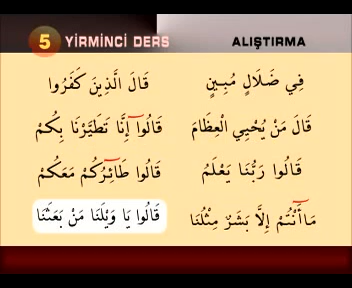 5 YİRMİNCİ DERS ALIŞTIRMA
فِي ضَلَالٍ مُبِينٍ قَالَ الَّذِينَ كَفَرُوا
قَالَ مَنْ يُحْيِي الْعِظَامَ قَالُوا إِنَّا تَطَيَّرْنَا بِكُمْ
قَالُوا رَبُّنَا يَعْلَمُ قَالُوا طَائِرُكُمْ مَعَكُمْ
مَا أَنْتُمْ إِلَّا بَشَرٌ مِثْلُنَا قَالُوا يَا وَيْلَنَا مَنْ بَعَثَنَا